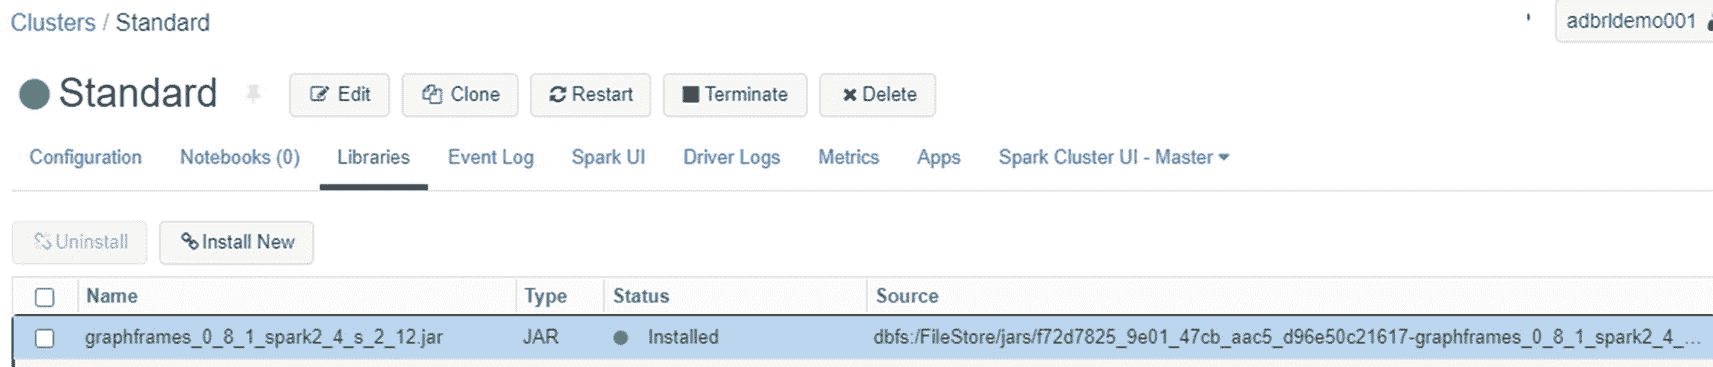 Clusters / Standard
adbrldemo001
Standard Edit Clone Restart Terminate Delete
Configuration Notebooks (0) Libraries Event Log Spark UI Driver Logs Metrics Apps Spark Cluster UI - Master
Uninstall Install New
Name Type Status Source
graphframes_0_8_1_spark2_4_s_2_12.jar JAR Installed dbfs:/FileStore/jars/f72d7825_9e01_47cb_aac5_d96e50c21617-graphframes_0_8_1_spark2_4_...